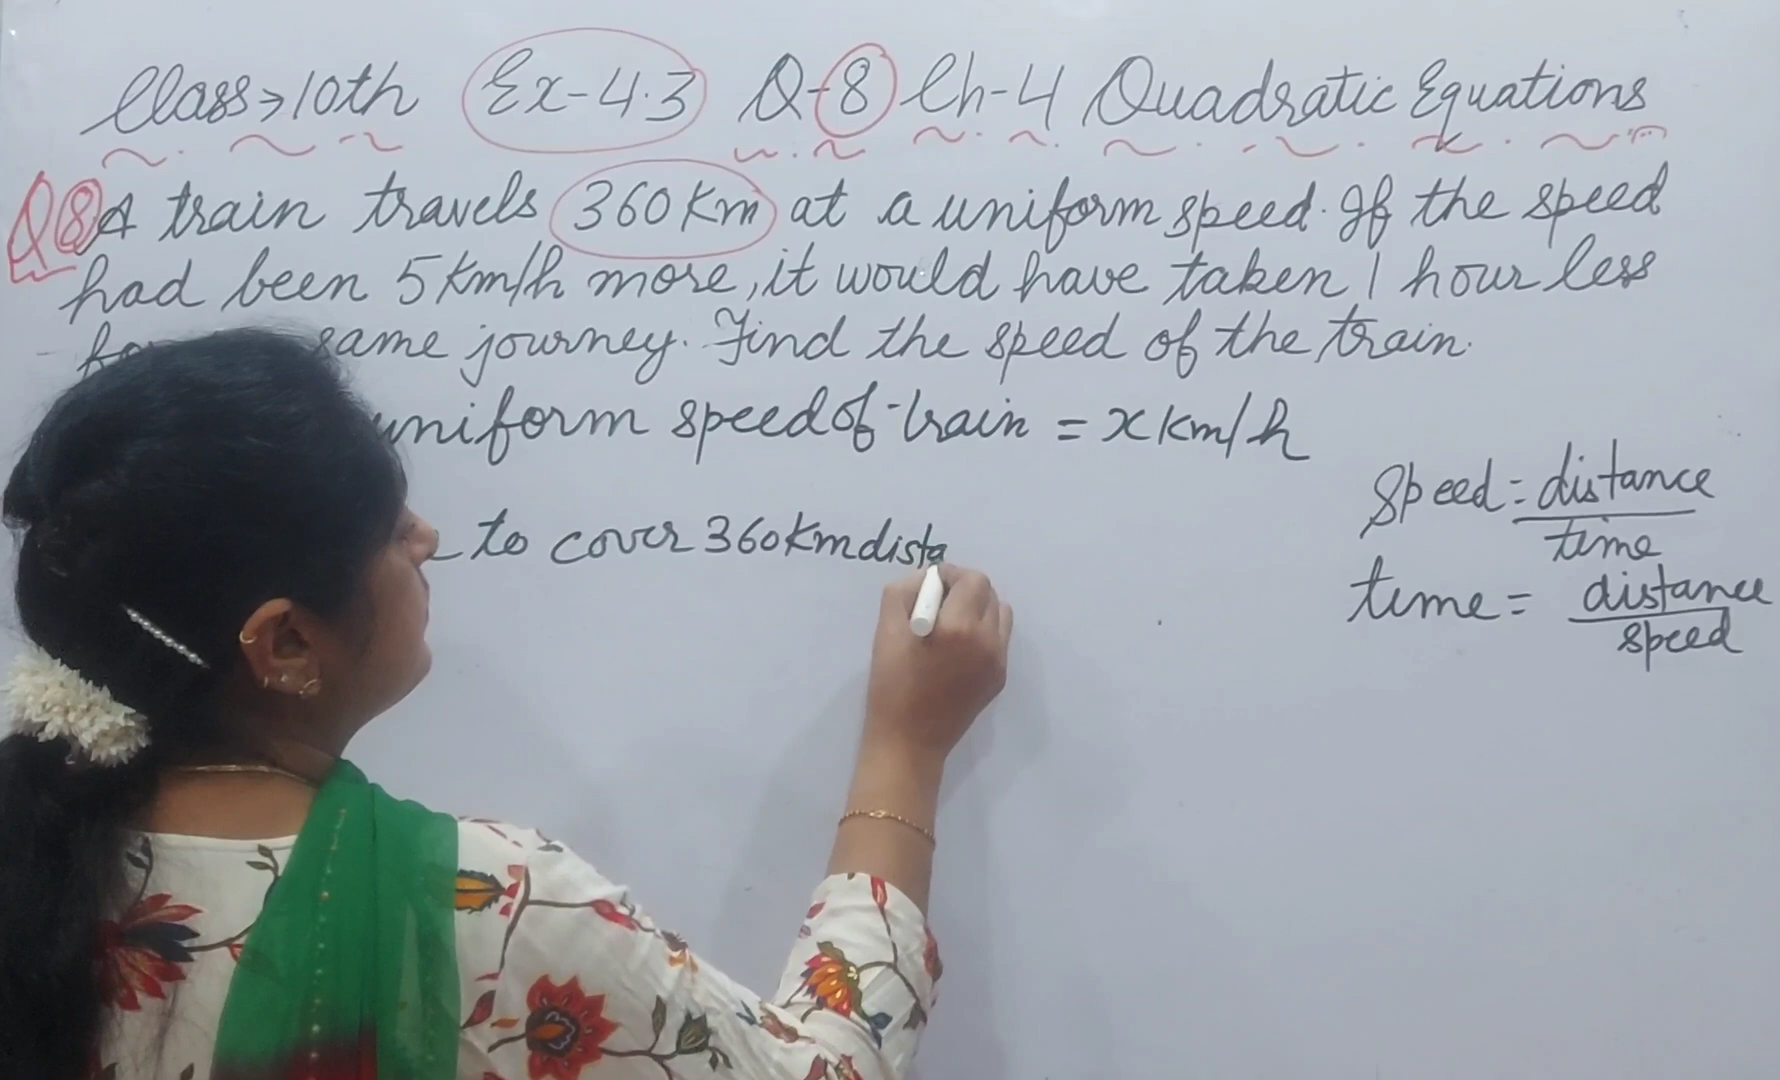 Class → 10th Ex-4.3 Q-8 Ch-4 Quadratic Equations
Q8 A train travels 360 Km at a uniform speed. If the speed
had been 5 Km/h more, it would have taken 1 hour less
same journey. Find the speed of the train.
uniform speed of train = x Km/h
to cover 360 Km dista
Speed = distance
time
time = distance
speed